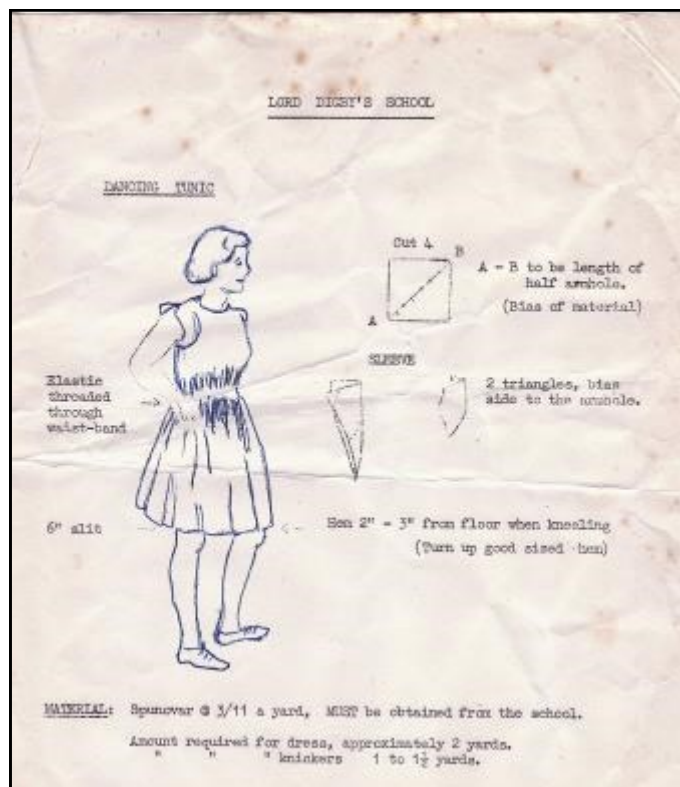 LORD DIGBY'S SCHOOL
DANCING TUNIC
Cut 4
B
A - B to be length of
half armhole.
(Bias of material)
A
SLEEVE
Elastic
threaded
through
waist-band
2 triangles, bias
side to the armhole.
6" slit
Hem 2" - 3" from floor when kneeling
(Turn up good sized hem)
MATERIAL: Spunovar @ 3/11 a yard, MUST be obtained from the school.
Amount required for dress, approximately 2 yards.
" " " knickers 1 to 1½ yards.